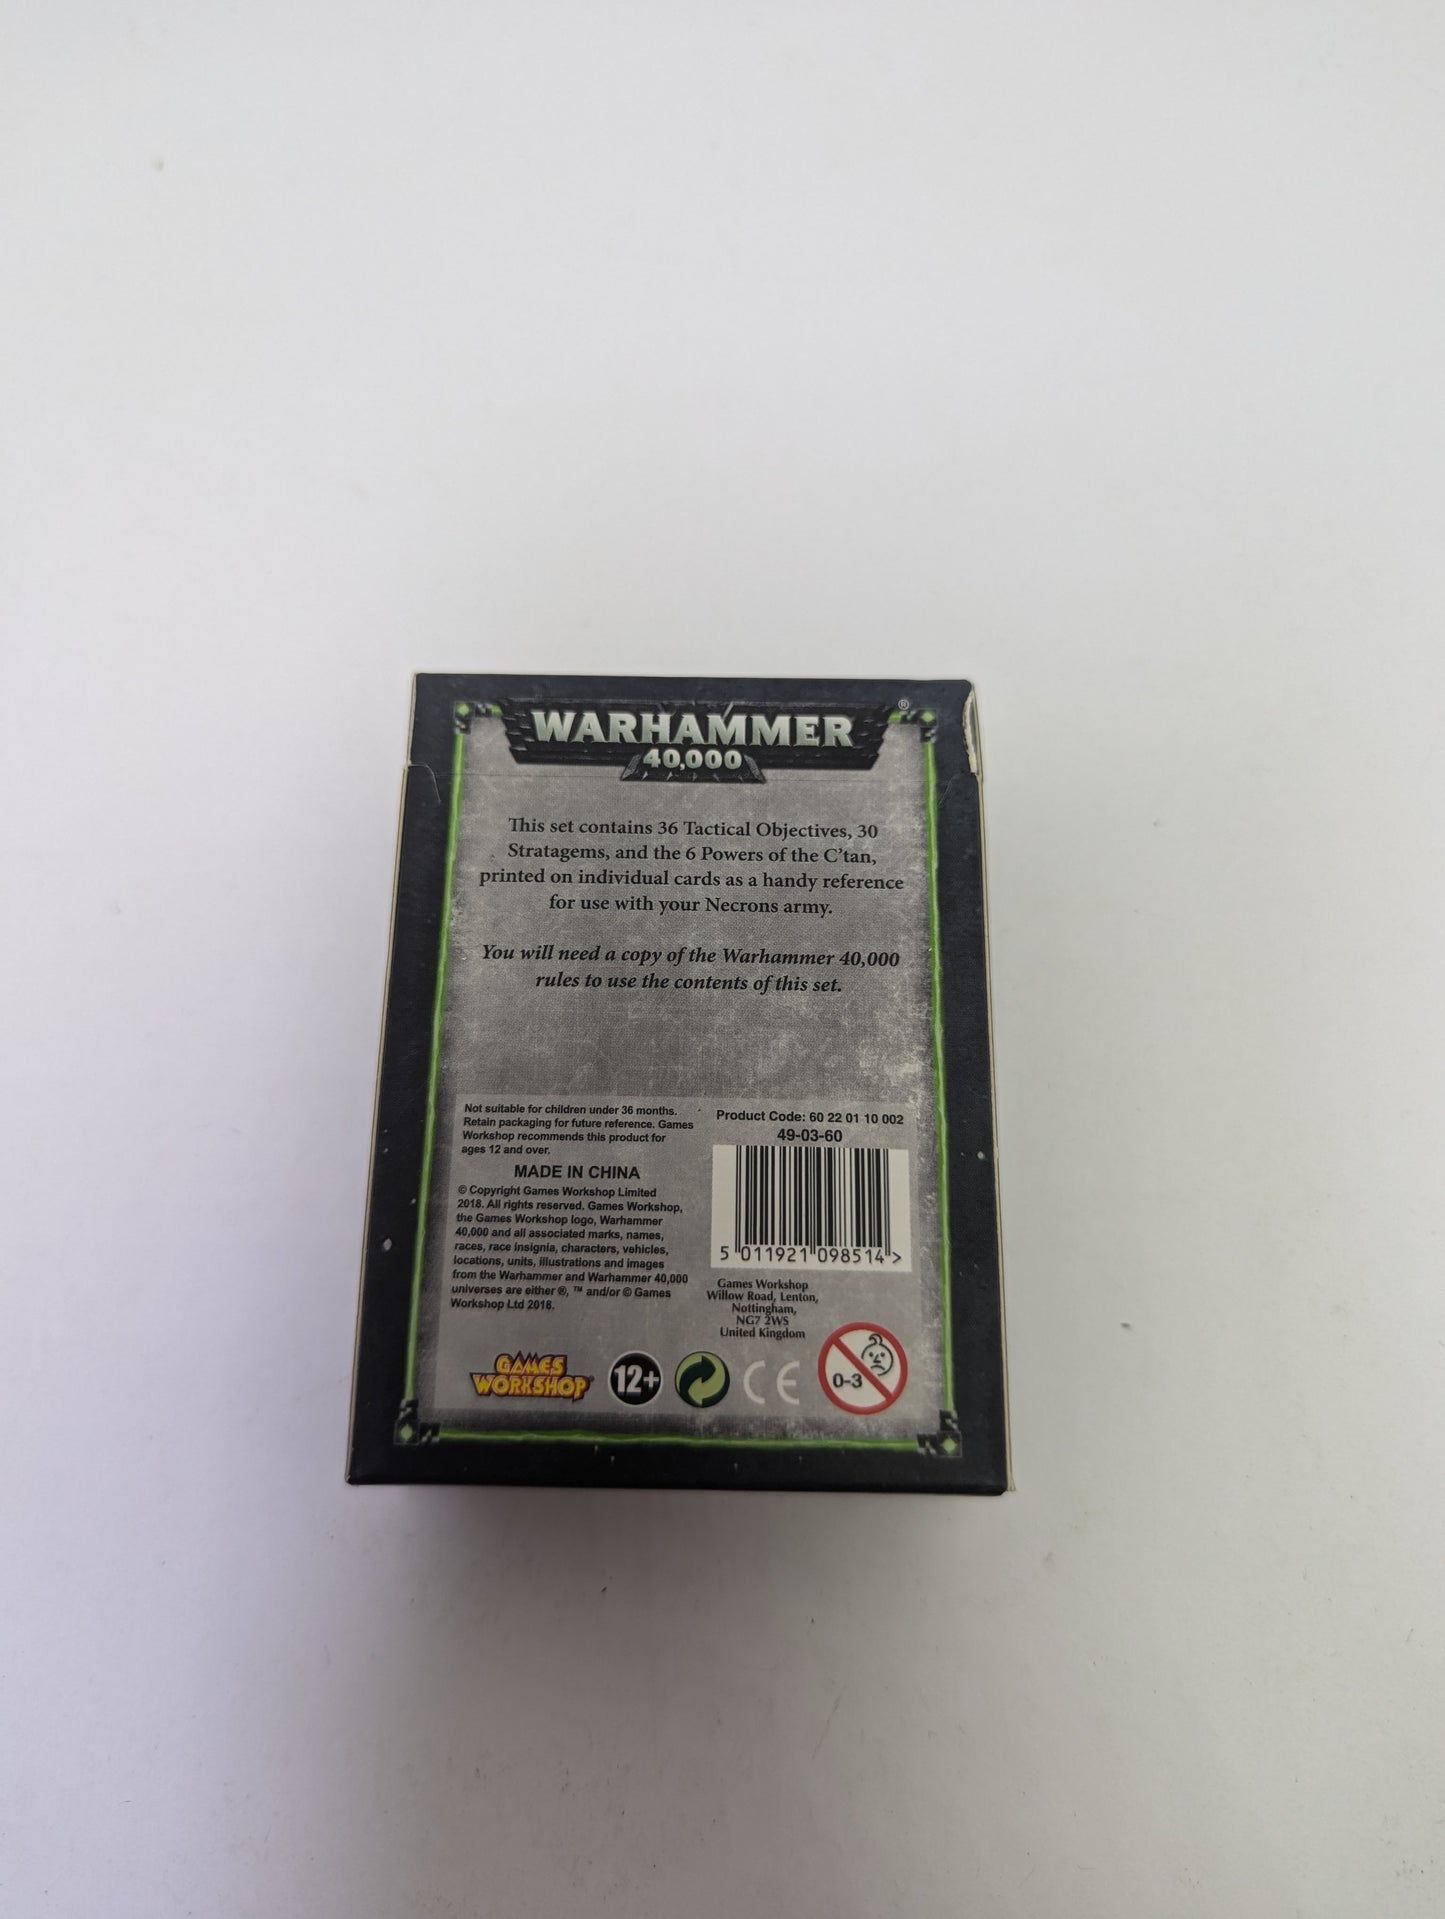 WARHAMMER®
40,000
This set contains 36 Tactical Objectives, 30
Stratagems, and the 6 Powers of the C'tan,
printed on individual cards as a handy reference
for use with your Necrons army.
You will need a copy of the Warhammer 40,000
rules to use the contents of this set.
Not suitable for children under 36 months.
Retain packaging for future reference. Games
Workshop recommends this product for
ages 12 and over.
MADE IN CHINA
© Copyright Games Workshop Limited
2018. All rights reserved. Games Workshop,
the Games Workshop logo, Warhammer
40,000 and all associated marks, names,
races, race insignia, characters, vehicles,
locations, units, illustrations and images
from the Warhammer and Warhammer 40,000
universes are either ®, ™ and/or © Games
Workshop Ltd 2018.
Product Code: 60 22 01 10 002
49-03-60
5 011921 098514 >
Games Workshop
Willow Road, Lenton,
Nottingham,
NG7 2WS
United Kingdom
GAMES
WORKSHOP®
12+
CE
0-3